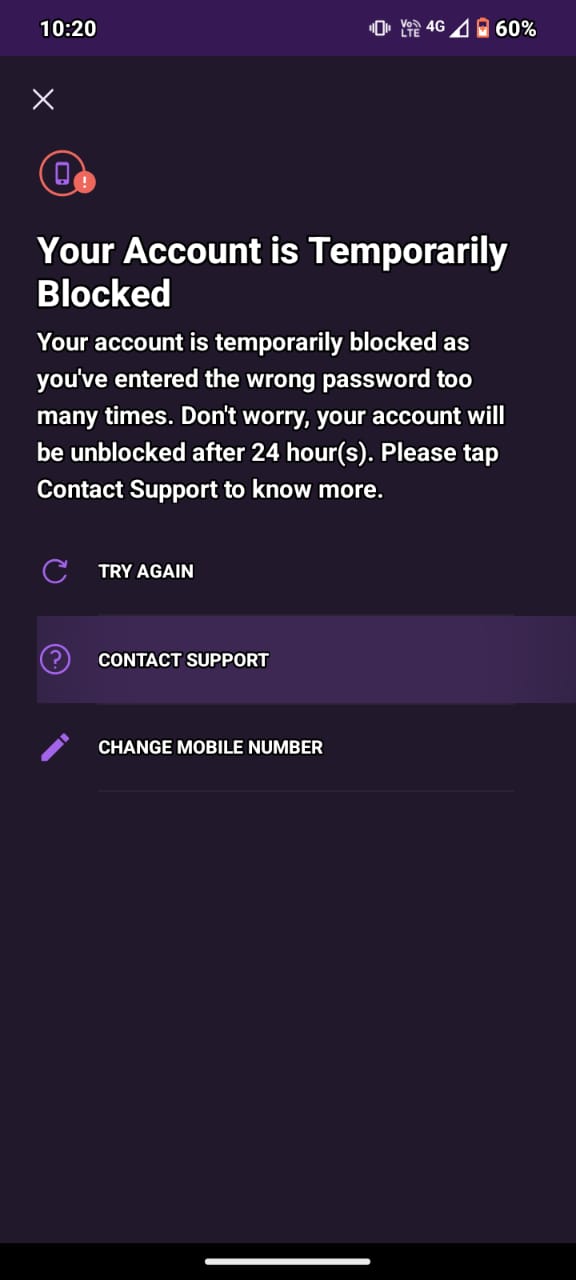 10:20
Vo LTE 4G 60%
Your Account is Temporarily
Blocked
Your account is temporarily blocked as
you've entered the wrong password too
many times. Don't worry, your account will
be unblocked after 24 hour(s). Please tap
Contact Support to know more.
TRY AGAIN
CONTACT SUPPORT
CHANGE MOBILE NUMBER